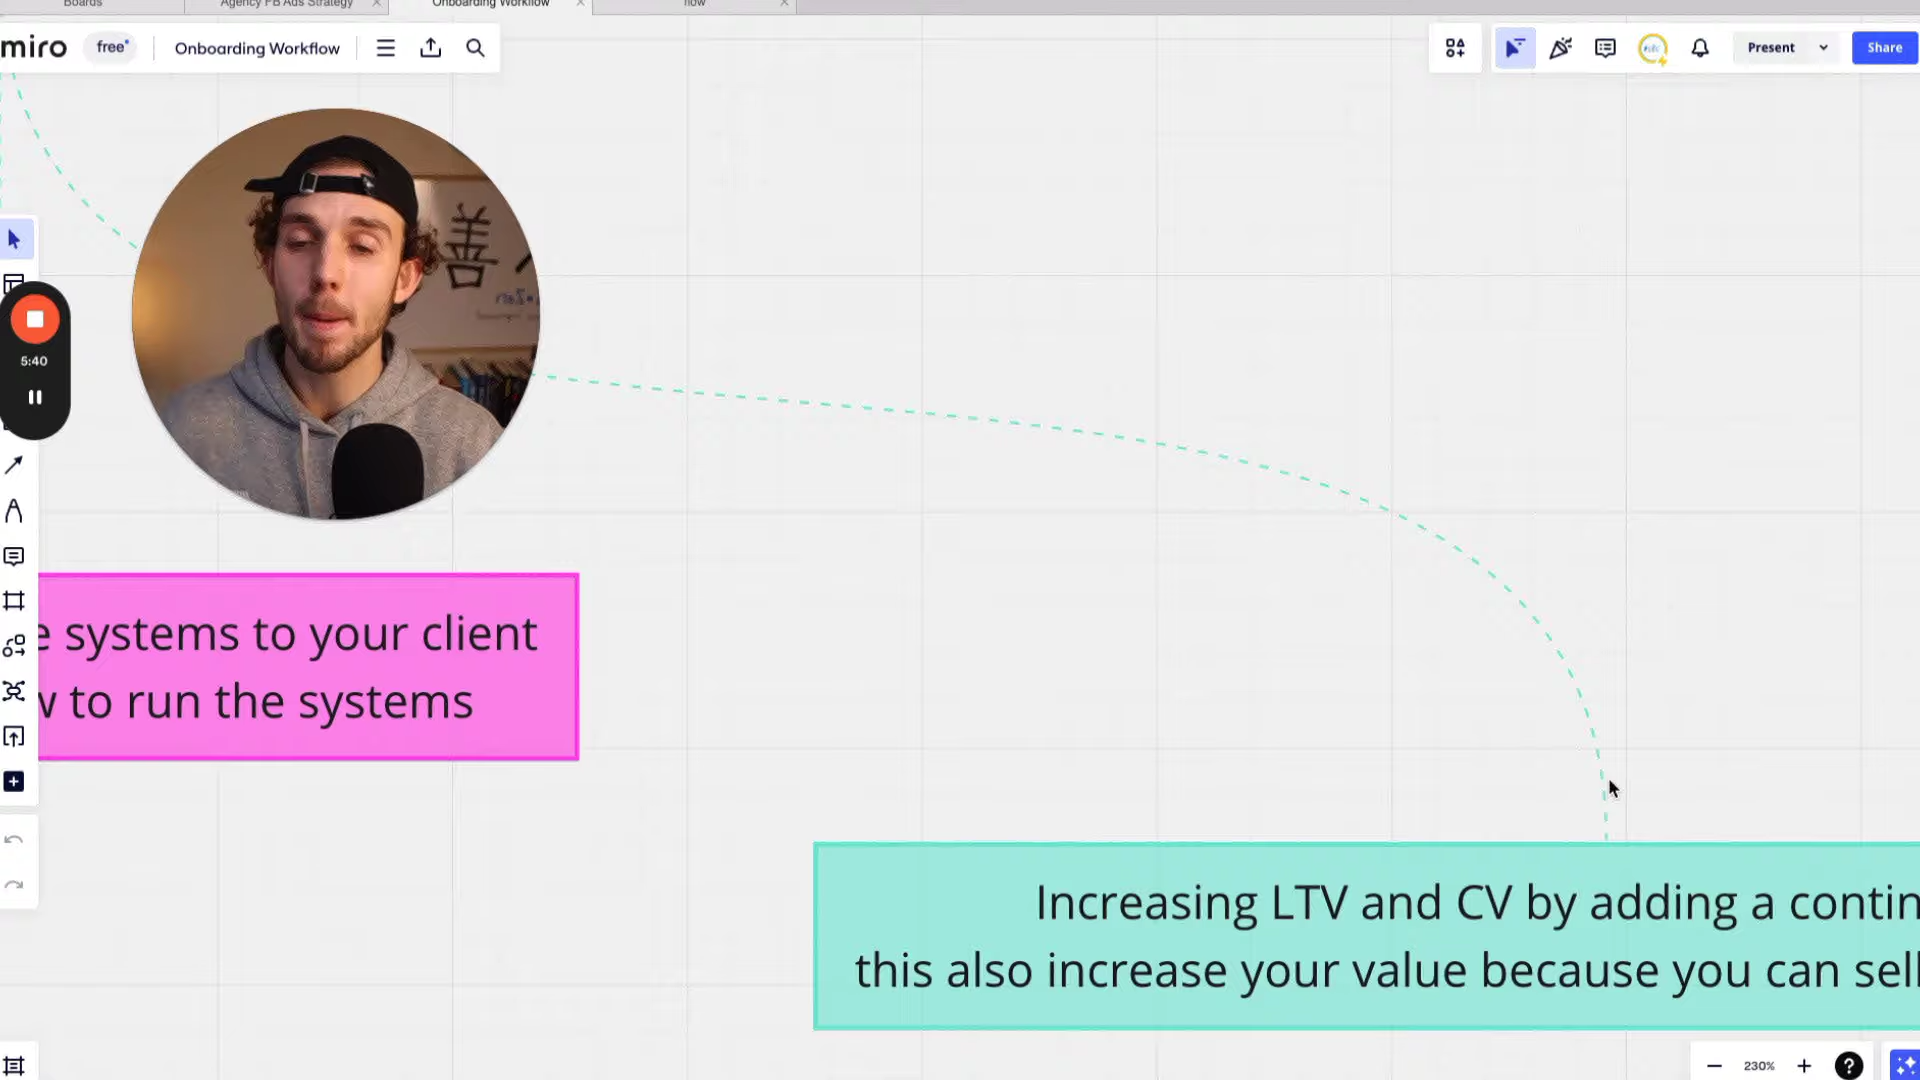 Boards
Agency FB Ads Strategy
Onboarding Workflow
miro
free
Onboarding Workflow
Present
Share
善
5:40
e systems to your client
w to run the systems
Increasing LTV and CV by adding a contin
this also increase your value because you can sell
230%